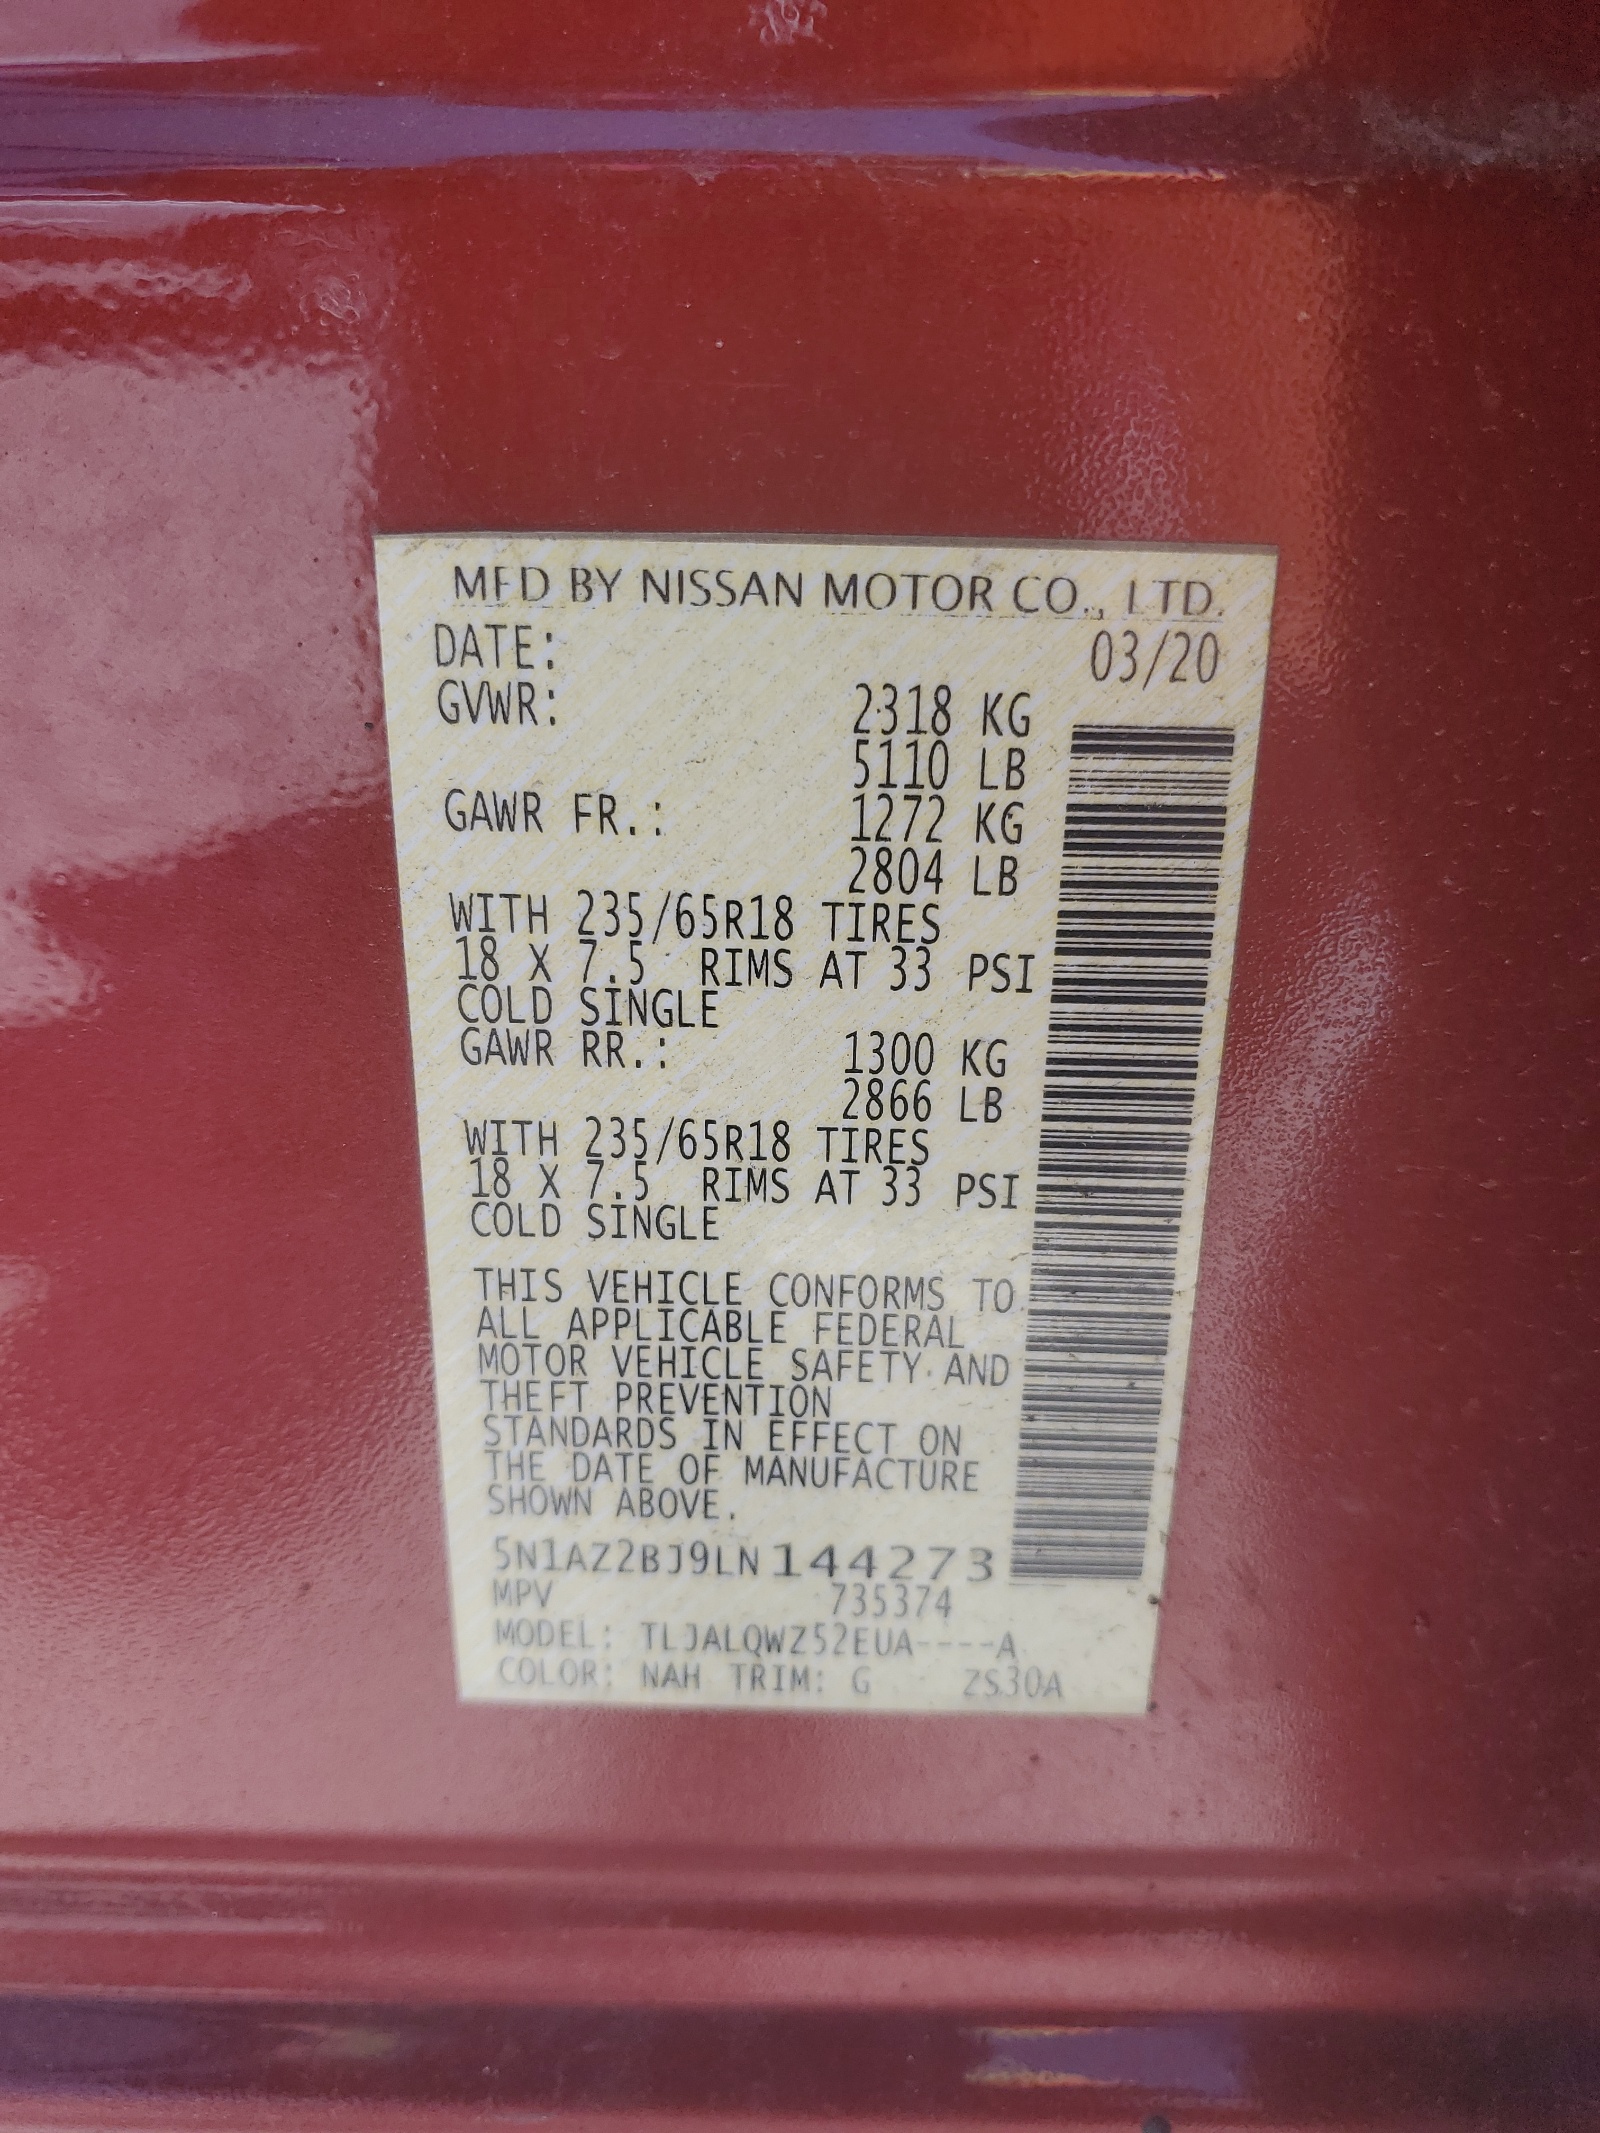 MFD BY NISSAN MOTOR CO., LTD.
DATE: 03/20
GVWR: 2318 KG
5110 LB
GAWR FR.: 1272 KG
2804 LB
WITH 235/65R18 TIRES
18 X 7.5 RIMS AT 33 PSI
COLD SINGLE
GAWR RR.: 1300 KG
2866 LB
WITH 235/65R18 TIRES
18 X 7.5 RIMS AT 33 PSI
COLD SINGLE
THIS VEHICLE CONFORMS TO
ALL APPLICABLE FEDERAL
MOTOR VEHICLE SAFETY AND
THEFT PREVENTION
STANDARDS IN EFFECT ON
THE DATE OF MANUFACTURE
SHOWN ABOVE.
5N1AZ2BJ9LN144273
MPV 735374
MODEL: TLJALQWZ52EUA----A
COLOR: NAH TRIM: G ZS30A